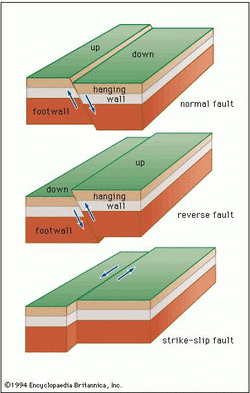 up
down
hanging
wall
footwall
normal fault
up
down
hanging
wall
footwall
reverse fault
strike-slip fault
©1994 Encyclopaedia Britannica, Inc.